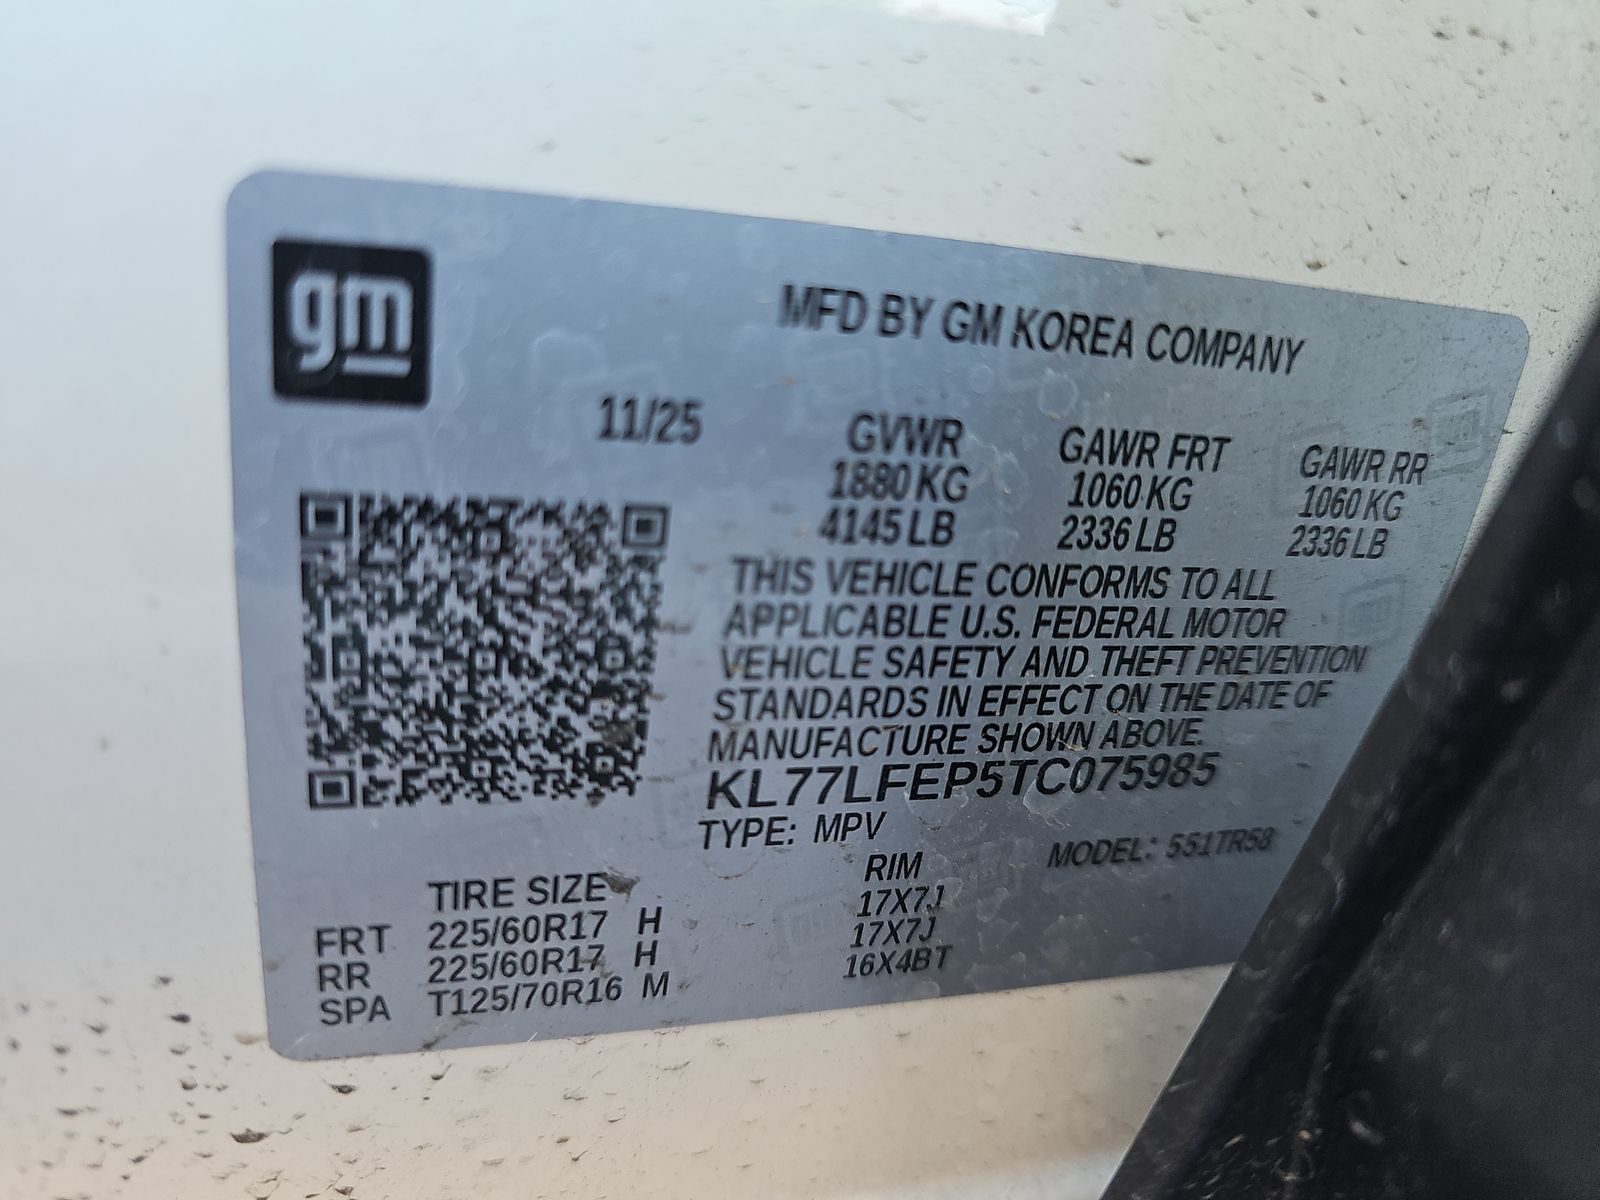 gm
MFD BY GM KOREA COMPANY
11/25
GVWR GAWR FRT GAWR RR
1880 KG 1060 KG 1060 KG
4145 LB 2336 LB 2336 LB
THIS VEHICLE CONFORMS TO ALL
APPLICABLE U.S. FEDERAL MOTOR
VEHICLE SAFETY AND THEFT PREVENTION
STANDARDS IN EFFECT ON THE DATE OF
MANUFACTURE SHOWN ABOVE.
KL77LFEP5TC075985
TYPE: MPV MODEL: 5517R58
TIRE SIZE RIM
FRT 225/60R17 H 17X7J
RR 225/60R17 H 17X7J
SPA T125/70R16 M 16X4BT